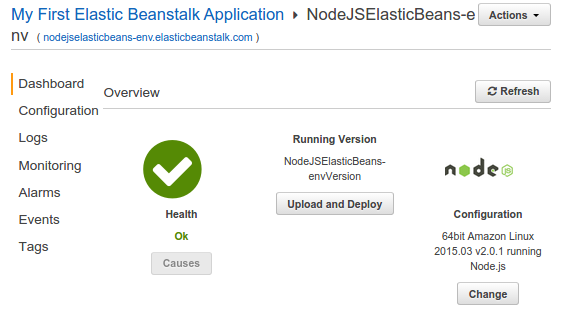 My First Elastic Beanstalk Application NodeJSElasticBeans-e
nv ( nodejselasticbeans-env.elasticbeanstalk.com )
Actions
Dashboard
Configuration
Logs
Monitoring
Alarms
Events
Tags
Overview
Refresh
Health
Ok
Causes
Running Version
NodeJSElasticBeans-
envVersion
Upload and Deploy
node JS
Configuration
64bit Amazon Linux
2015.03 v2.0.1 running
Node.js
Change